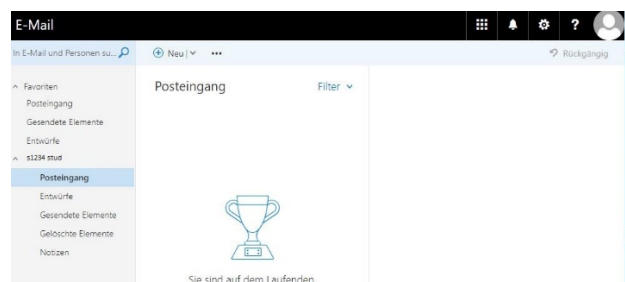 E-Mail
?
In E-Mail und Personen su...
Neu
...
Rückgängig
Favoriten
Posteingang
Gesendete Elemente
Entwürfe
s1234 stud
Posteingang
Entwürfe
Gesendete Elemente
Gelöschte Elemente
Notizen
Posteingang
Filter
Sie sind auf dem Laufenden